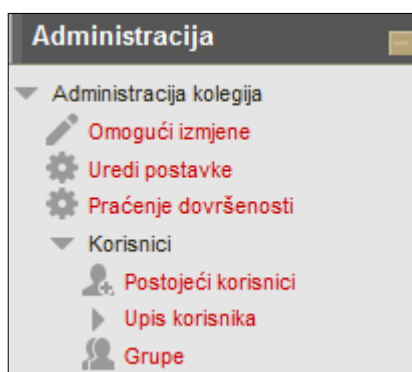 Administracija
Administracija kolegija
Omogući izmjene
Uredi postavke
Praćenje dovršenosti
Korisnici
Postojeći korisnici
Upis korisnika
Grupe